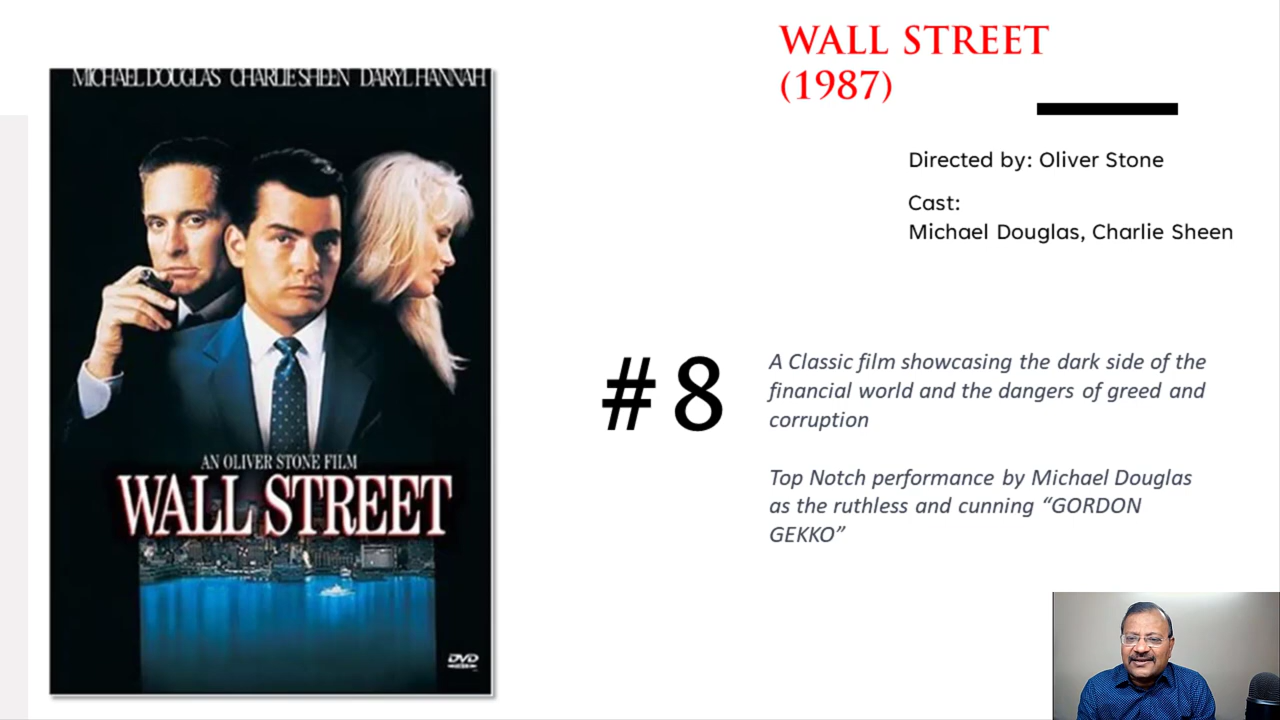 WALL STREET
(1987)
Directed by: Oliver Stone
Cast:
Michael Douglas, Charlie Sheen
MICHAEL DOUGLAS CHARLIE SHEEN DARYL HANNAH
AN OLIVER STONE FILM
WALL STREET
DVD
#8
A Classic film showcasing the dark side of the
financial world and the dangers of greed and
corruption
Top Notch performance by Michael Douglas
as the ruthless and cunning “GORDON
GEKKO”